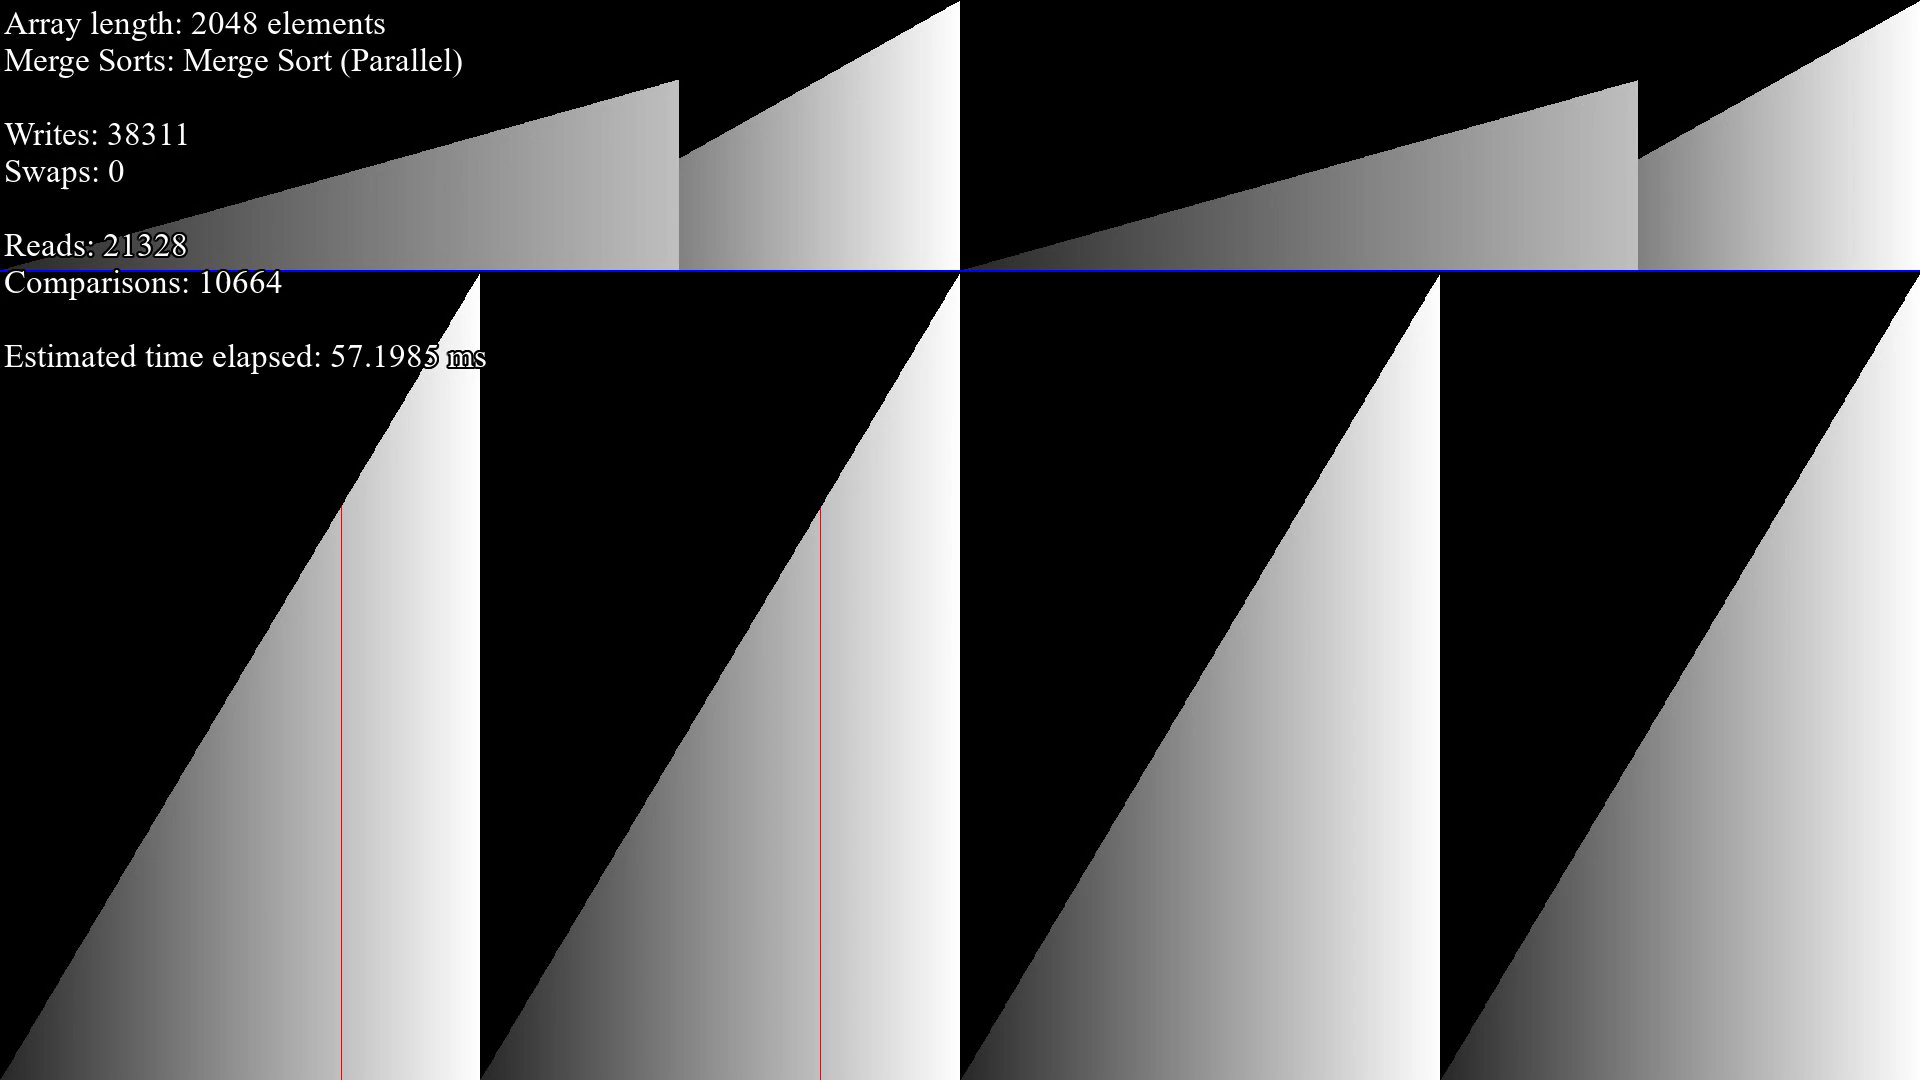 Array length: 2048 elements
Merge Sorts: Merge Sort (Parallel)
Writes: 38311
Swaps: 0
Reads: 21328
Comparisons: 10664
Estimated time elapsed: 57.1985 ms